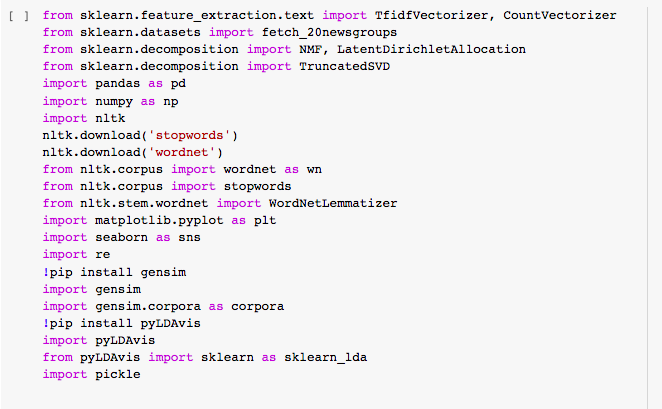 [ ] from sklearn.feature_extraction.text import TfidfVectorizer, CountVectorizer
from sklearn.datasets import fetch_20newsgroups
from sklearn.decomposition import NMF, LatentDirichletAllocation
from sklearn.decomposition import TruncatedSVD
import pandas as pd
import numpy as np
import nltk
nltk.download('stopwords')
nltk.download('wordnet')
from nltk.corpus import wordnet as wn
from nltk.corpus import stopwords
from nltk.stem.wordnet import WordNetLemmatizer
import matplotlib.pyplot as plt
import seaborn as sns
import re
!pip install gensim
import gensim
import gensim.corpora as corpora
!pip install pyLDAvis
import pyLDAvis
from pyLDAvis import sklearn as sklearn_lda
import pickle